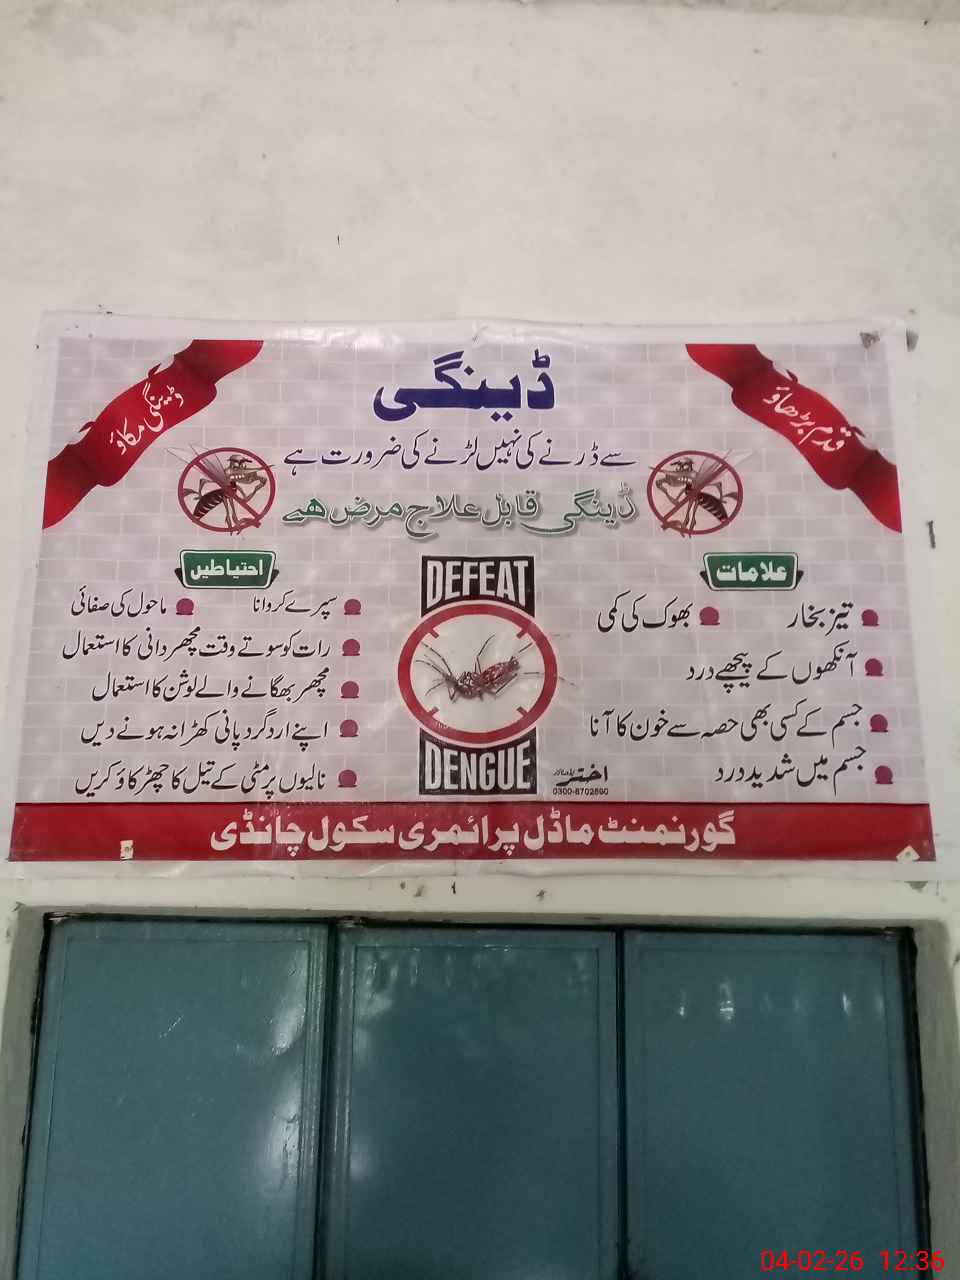 قدم بڑھاؤ
ڈینگی مکاؤ
ڈینگی
سے ڈرنے کی نہیں لڑنے کی ضرورت ہے
ڈینگی قابل علاج مرض ھے
علامات
تیز بخار
بھوک کی کمی
آنکھوں کے پیچھے درد
جسم کے کسی بھی حصہ سے خون کا آنا
جسم میں شدید درد
DEFEAT
DENGUE
احتیاطیں
سپرے کروانا
ماحول کی صفائی
رات کو سوتے وقت مچھر دانی کا استعمال
مچھر بھگانے والے لوشن کا استعمال
اپنے ارد گرد پانی کھڑا نہ ہونے دیں
نالیوں پر مٹی کے تیل کا چھڑکاؤ کریں
اختر
0300-8702890
گورنمنٹ ماڈل پرائمری سکول چانڈی
04-02-26 12:36